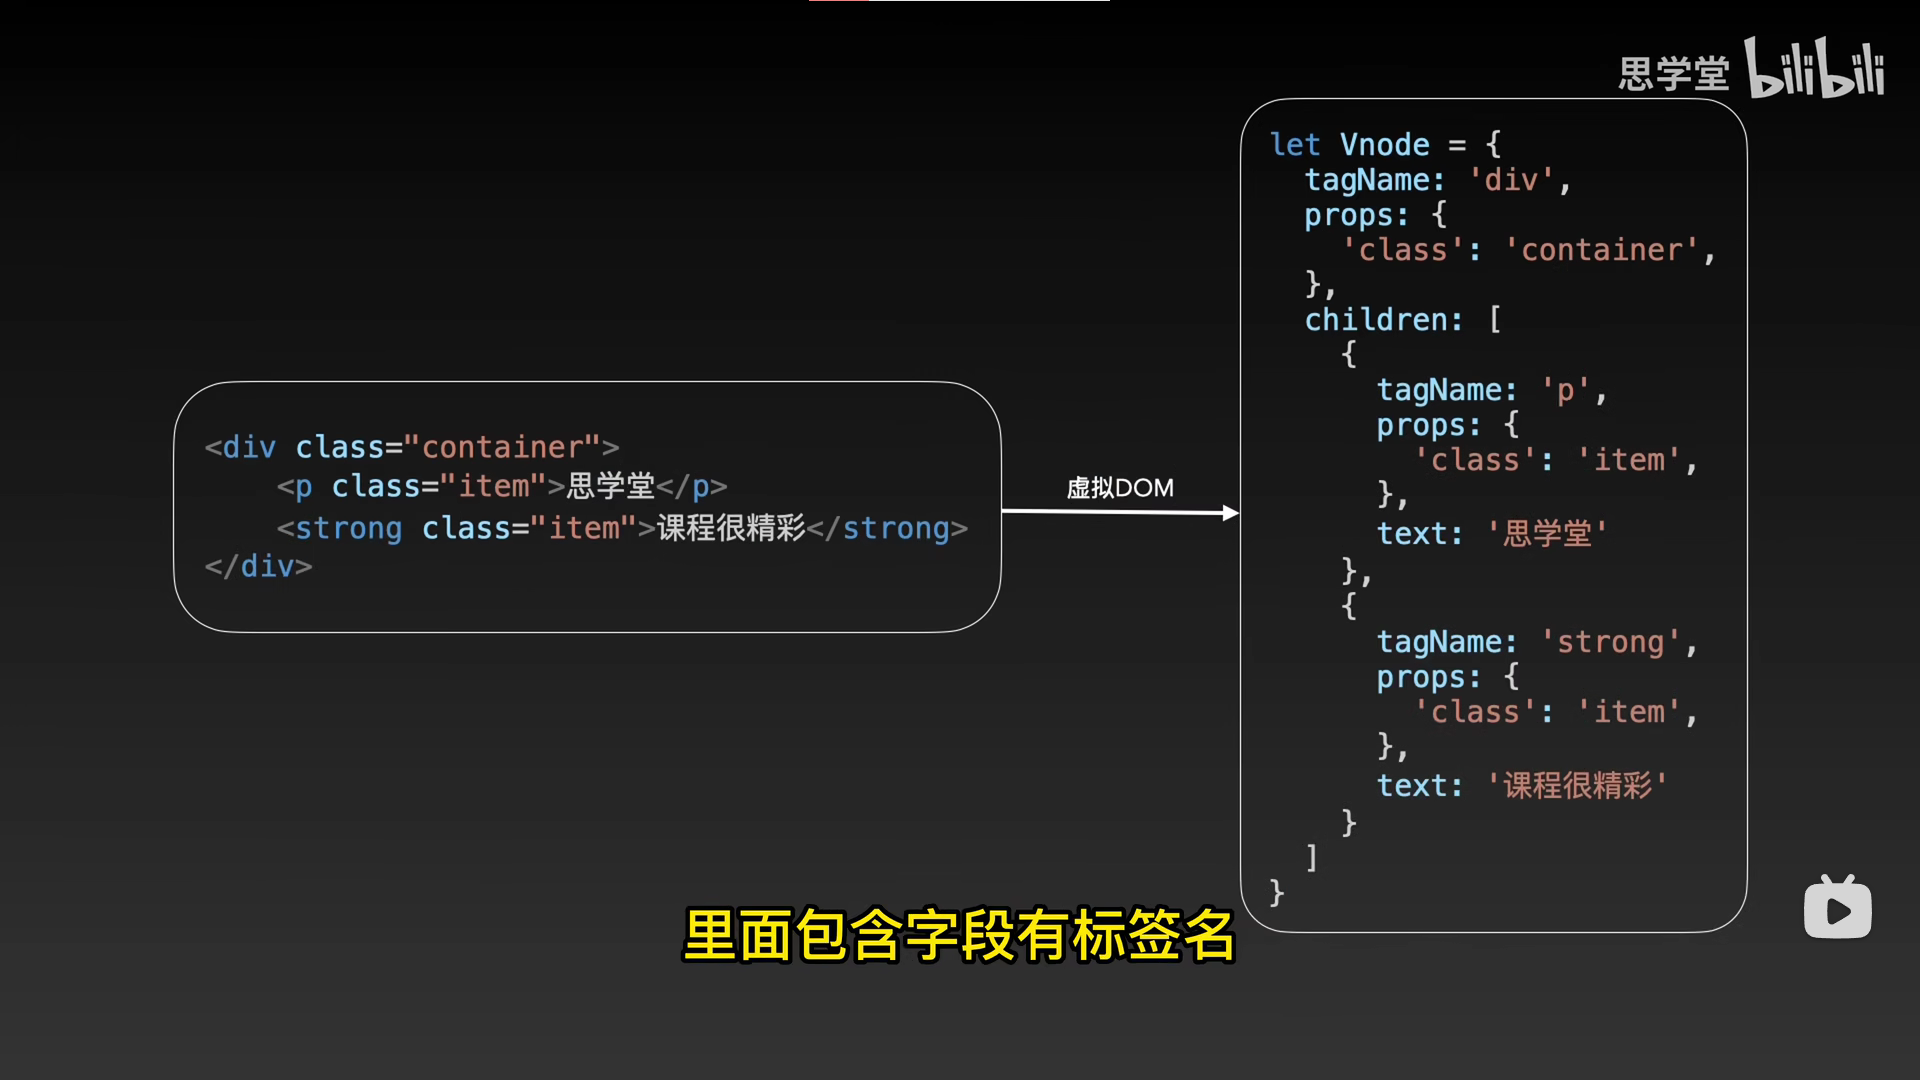 思学堂 bilibili
<div class="container">
<p class="item">思学堂</p>
<strong class="item">课程很精彩</strong>
</div>
虚拟DOM
let Vnode = {
tagName: 'div',
props: {
'class': 'container',
},
children: [
{
tagName: 'p',
props: {
'class': 'item',
},
text: '思学堂'
},
{
tagName: 'strong',
props: {
'class': 'item',
},
text: '课程很精彩'
}
]
}
里面包含字段有标签名